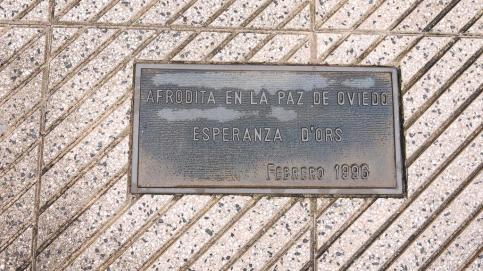 AFRODITA EN LA PAZ DE OVIEDO
ESPERANZA D'ORS
FEBRERO 1996